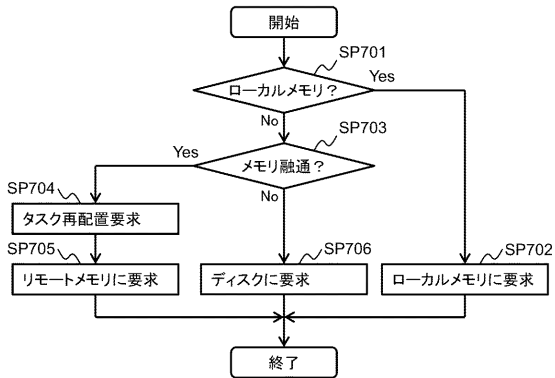 開始
SP701
ローカルメモリ?
Yes
No
SP703
メモリ融通?
Yes
No
SP704
タスク再配置要求
SP705
リモートメモリに要求
SP706
ディスクに要求
SP702
ローカルメモリに要求
終了